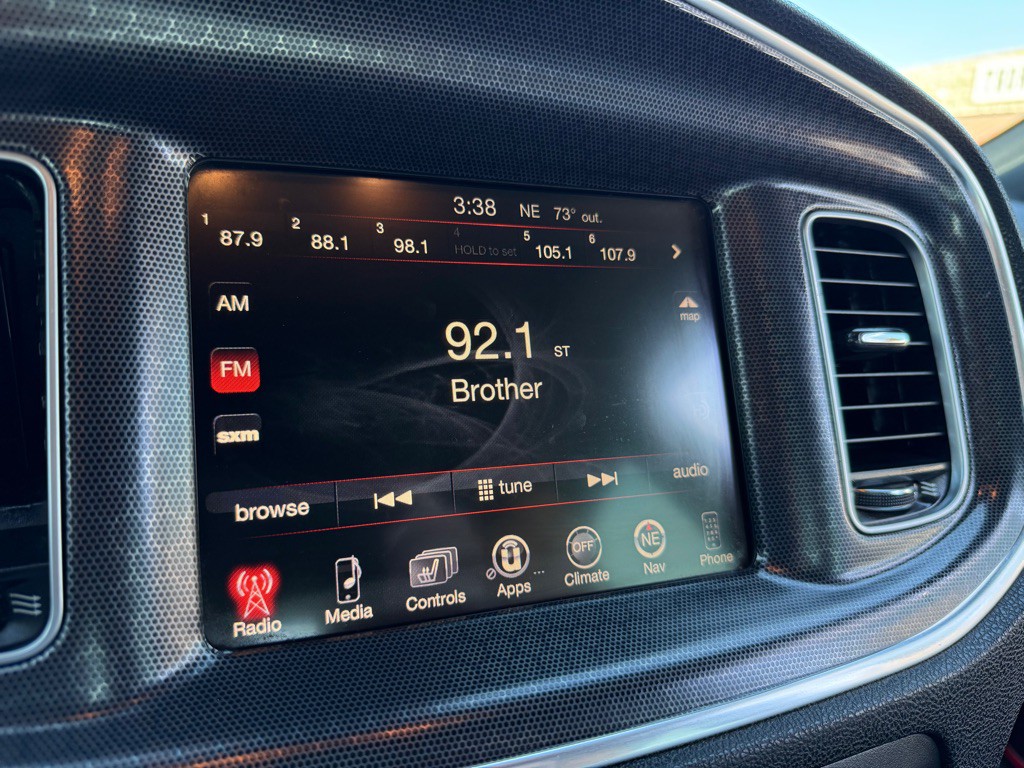 3:38 NE 73° out.
1 87.9 2 88.1 3 98.1 4 HOLD to set 5 105.1 6 107.9
AM
map
92.1 ST
FM
Brother
sxm
browse tune audio
OFF NE
Radio Media Controls Apps ... Climate Nav Phone